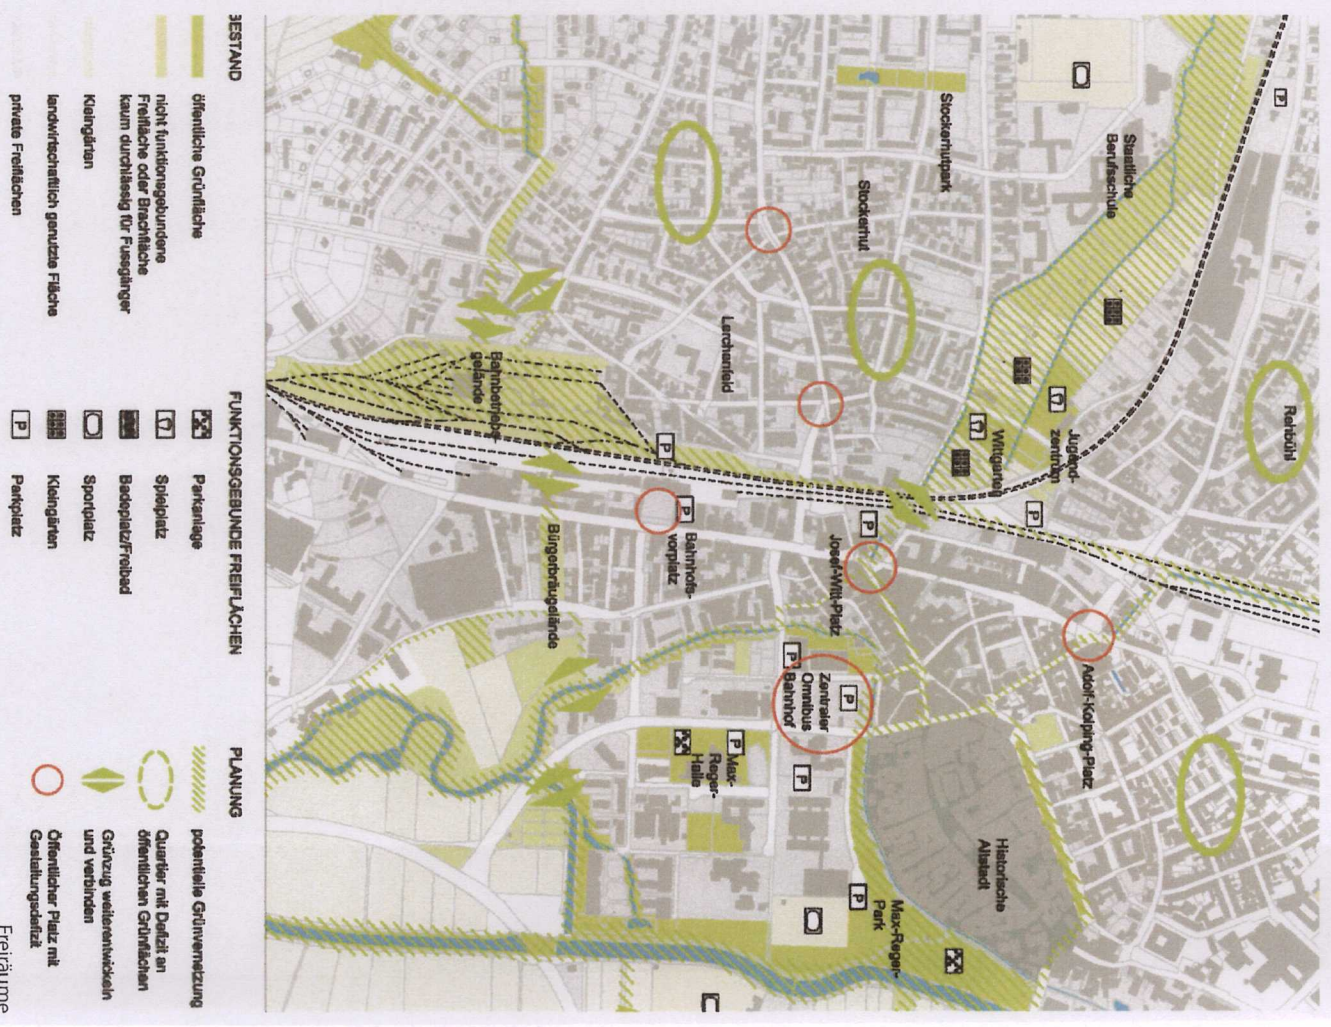 Rehbühl
Staatliche
Berufsschule
Jugend-
zentrum
Wittgarten
Stockerhutpark
Stockerhut
Lerchenfeld
Adolf-Kolping-Platz
Historische
Altstadt
Josef-Witt-Platz
Zentraler
Omnibus
Bahnhof
Max-Reger-
Park
Max-
Reger-
Halle
Bahnhofs-
vorplatz
Bürgerbräugelände
Bahnbetriebs-
gelände
P
P
P
P
P
P
P
P
P
P
BESTAND
öffentliche Grünfläche
nicht funktionsgebundene
Freifläche oder Brachfläche
kaum durchlässig für Fussgänger
Kleingärten
landwirtschaftlich genutzte Fläche
private Freiflächen
FUNKTIONSGEBUNDE FREIFLÄCHEN
Parkanlage
Spielplatz
Badeplatz/Freibad
Sportplatz
Kleingärten
P Parkplatz
PLANUNG
potentielle Grünvernetzung
Quartier mit Defizit an
öffentlichen Grünflächen
Grünzug weiterentwickeln
und verbinden
Öffentlicher Platz mit
Gestaltungsdefizit
Freiräume